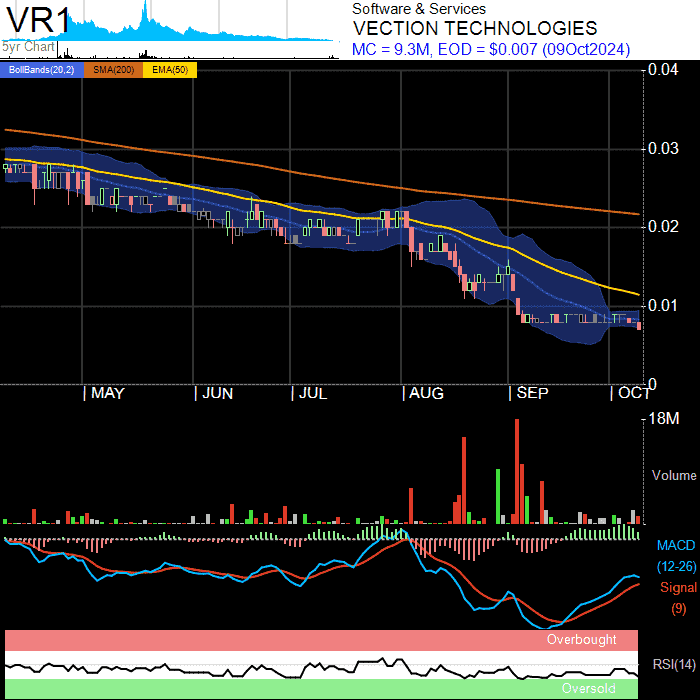 VR1
5yr Chart
Software & Services
VECTION TECHNOLOGIES
MC = 9.3M, EOD = $0.007 (09Oct2024)
BollBands(20,2) SMA(200) EMA(50)
0.04
0.03
0.02
0.01
0
MAY JUN JUL AUG SEP OCT
18M
Volume
MACD
(12-26)
Signal
(9)
Overbought
RSI(14)
Oversold